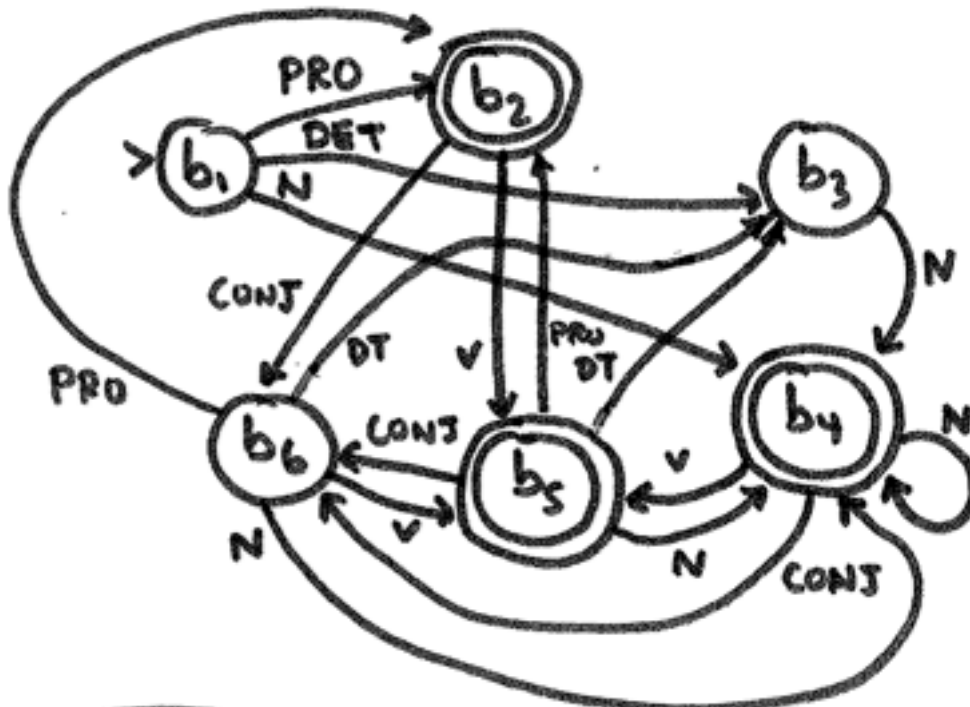 PRO
b2
DET
b1
N
b3
N
CONJ
DT
V
PRO
DT
PRO
b6
CONJ
b5
V
b4
N
V
N
N
CONJ